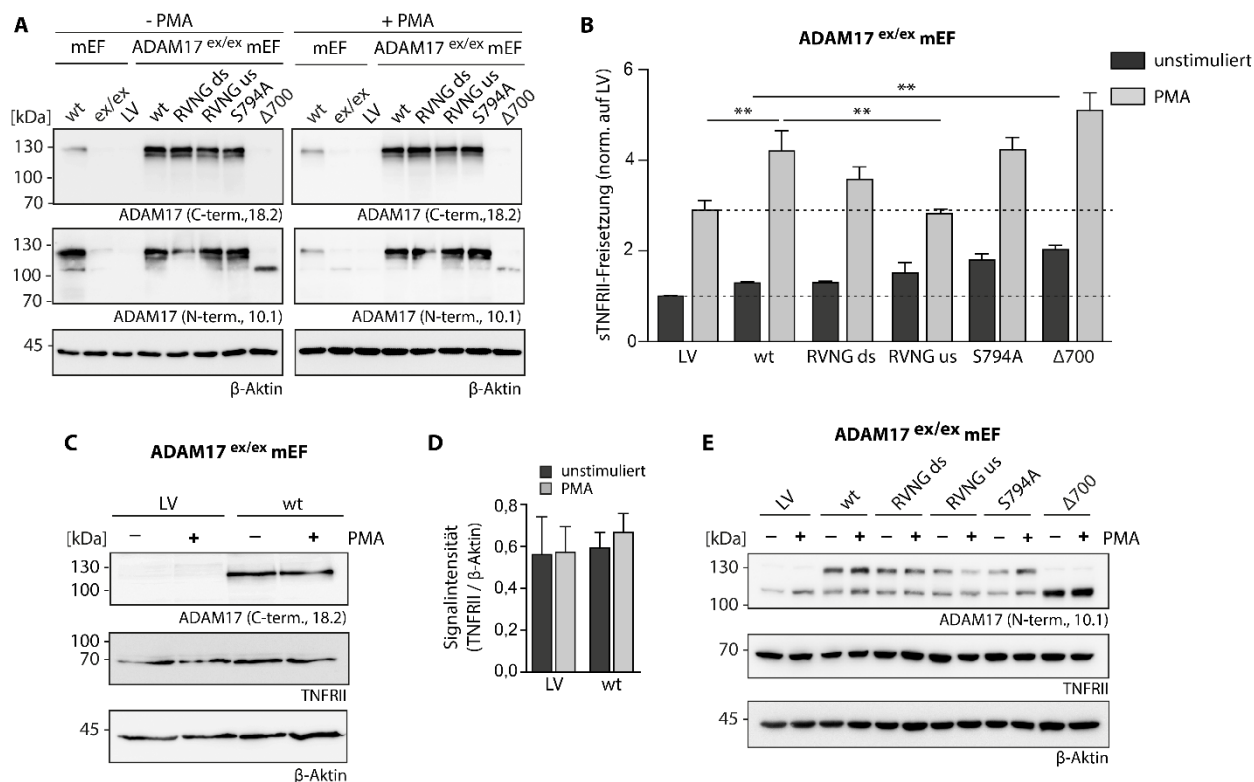 A
- PMA
+ PMA
mEF
ADAM17 ex/ex mEF
mEF
ADAM17 ex/ex mEF
[kDa]
wt
ex/ex
LV
wt
RVNG ds
RVNG us
S794A
Δ700
wt
ex/ex
LV
wt
RVNG ds
RVNG us
S794A
Δ700
130
100
70
ADAM17 (C-term.,18.2)
ADAM17 (C-term.,18.2)
130
100
70
ADAM17 (N-term., 10.1)
ADAM17 (N-term., 10.1)
45
β-Aktin
β-Aktin
B
ADAM17 ex/ex mEF
unstimuliert
PMA
sTNFRII-Freisetzung (norm. auf LV)
6
4
2
0
**
**
**
LV
wt
RVNG ds
RVNG us
S794A
Δ700
C
ADAM17 ex/ex mEF
LV
wt
[kDa]
–
+
–
+
PMA
130
100
ADAM17 (C-term., 18.2)
100
70
TNFRII
45
β-Aktin
D
unstimuliert
PMA
Signalintensität
(TNFRII / β-Aktin)
0,8
0,6
0,4
0,2
0,0
LV
wt
E
ADAM17 ex/ex mEF
LV
wt
RVNG ds
RVNG us
S794A
Δ700
[kDa]
– + – + – + – + – + – + PMA
130
100
ADAM17 (N-term., 10.1)
70
TNFRII
45
β-Aktin